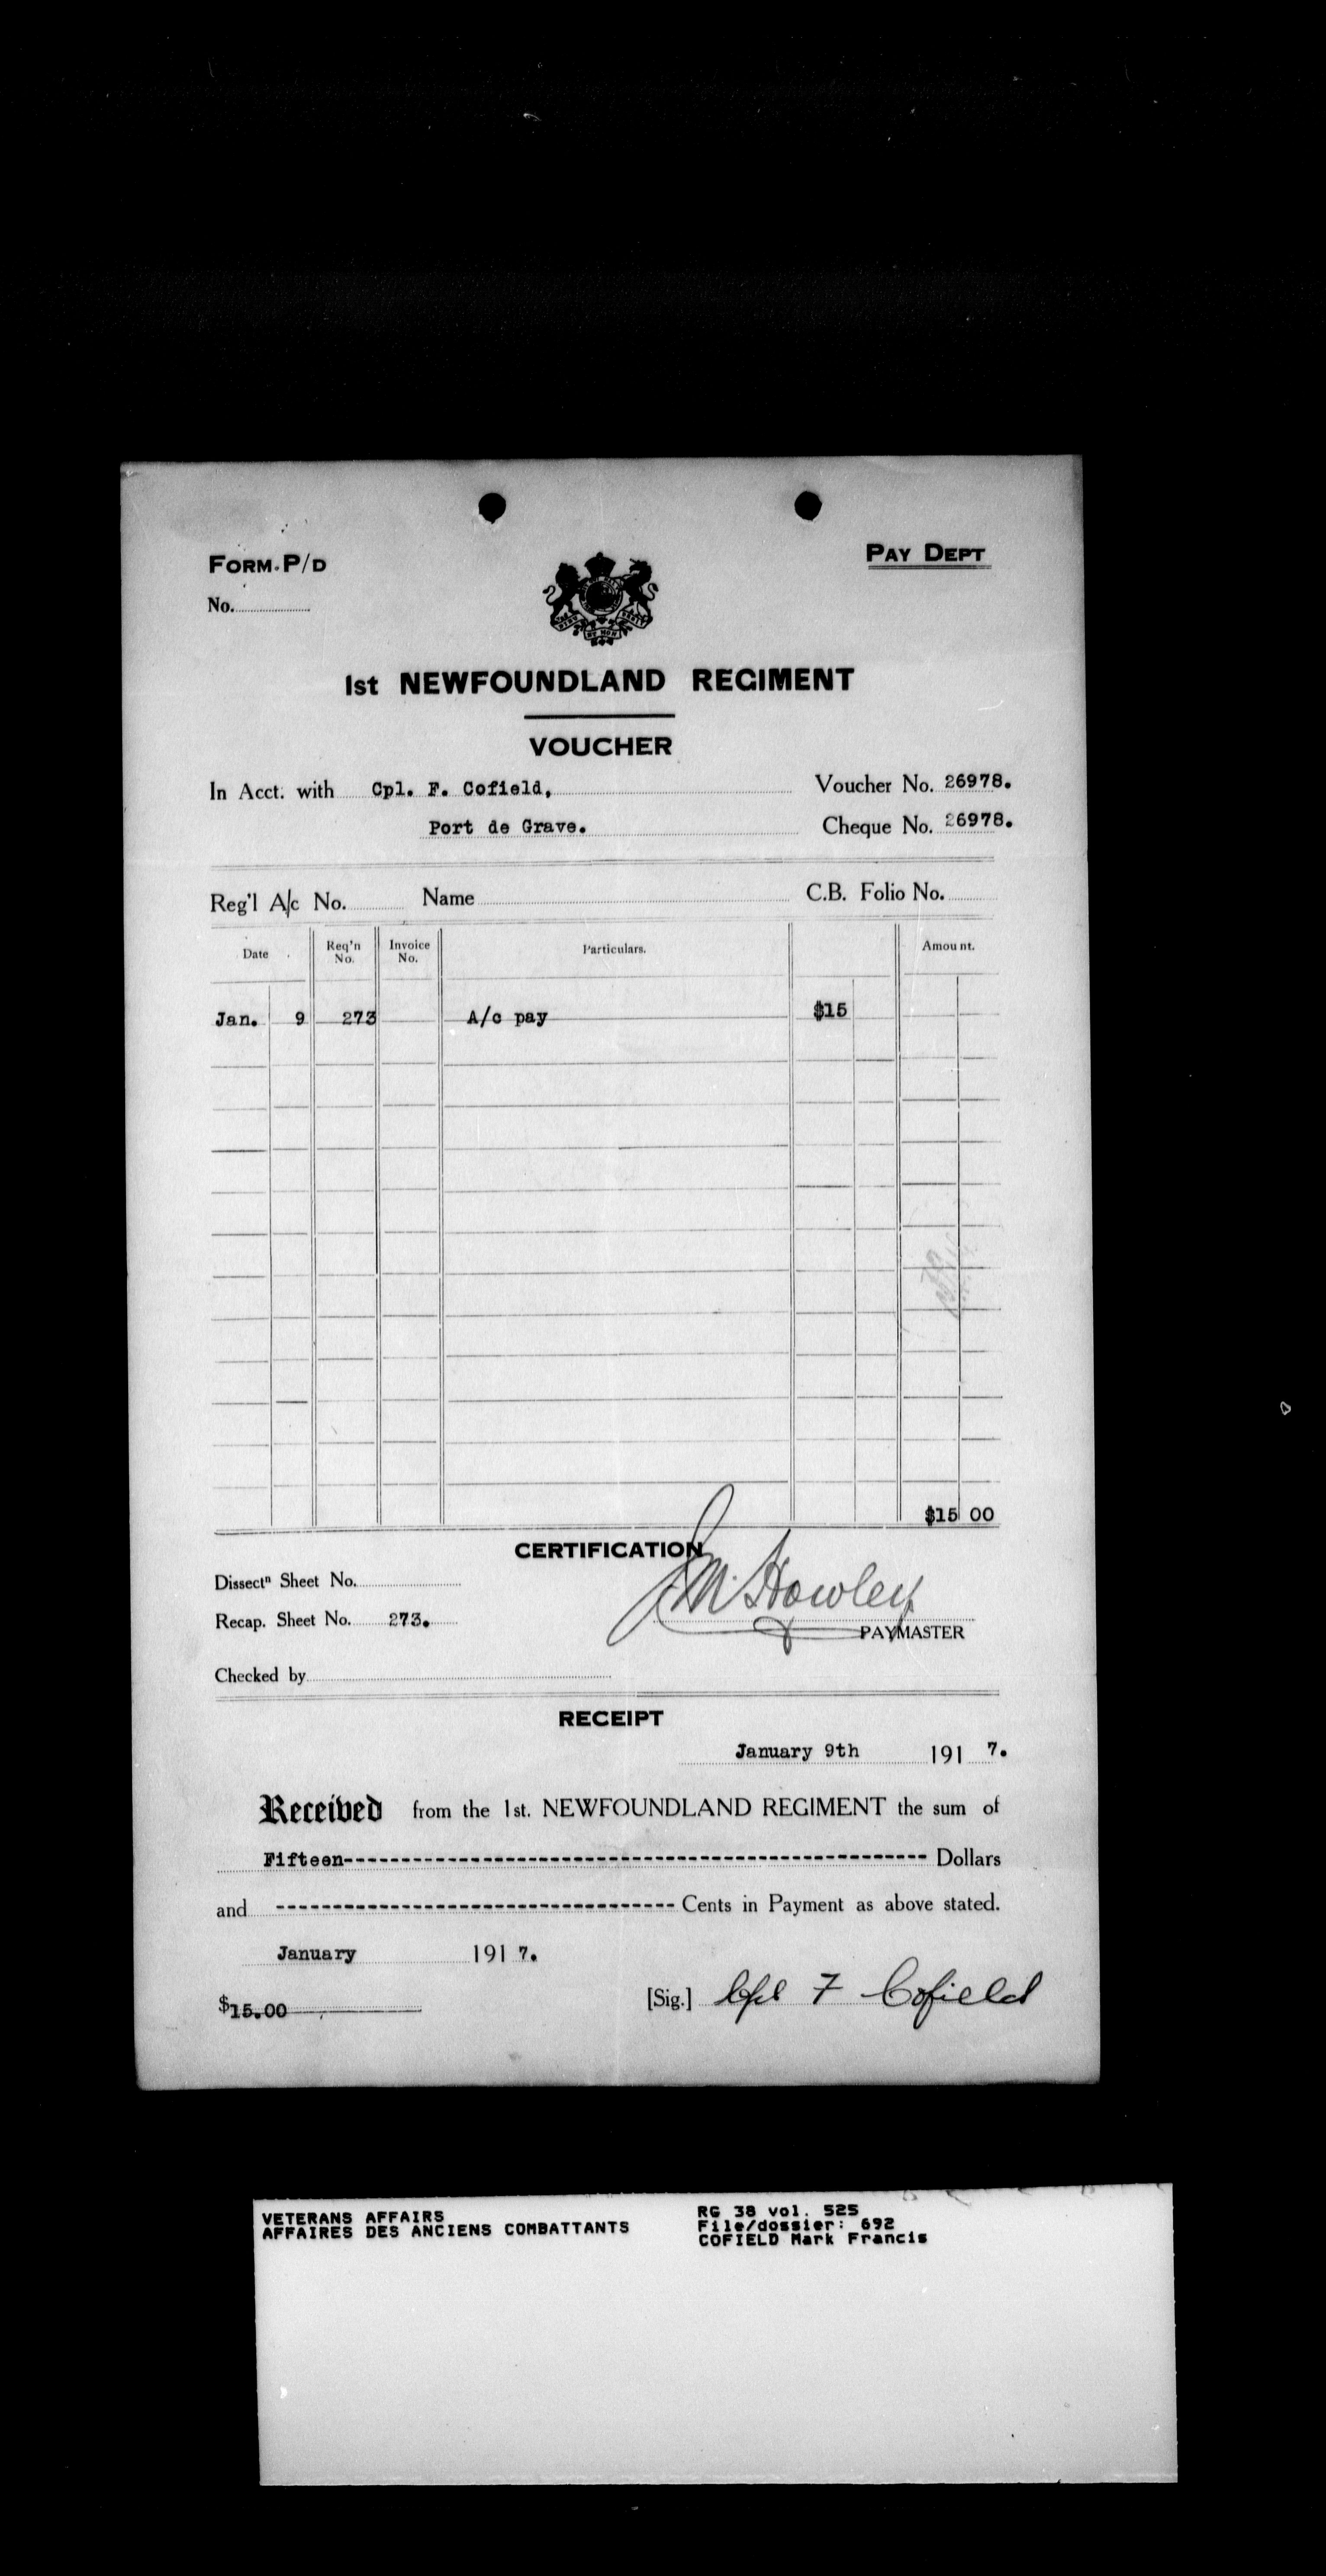 FORM. P/D
PAY DEPT
No.
1st NEWFOUNDLAND REGIMENT
VOUCHER
In Acct. with Cpl. F. Cofield, Voucher No. 26978.
Port de Grave. Cheque No. 26978.
Reg'l A/c No. Name C.B. Folio No.
Date Req'n No. Invoice No. Particulars. Amount.
Jan. 9 273 A/c pay $15
$15 00
CERTIFICATION
Dissectn Sheet No.
J M Howley
Recap. Sheet No. 273.
PAYMASTER
Checked by
RECEIPT
January 9th 191 7.
Received from the 1st. NEWFOUNDLAND REGIMENT the sum of
Fifteen-------------------------------------------------- Dollars
and ---------------------------------- Cents in Payment as above stated.
January 191 7.
$15.00 [Sig.] Cpl F Cofield
VETERANS AFFAIRS
AFFAIRES DES ANCIENS COMBATTANTS
RG 38 vol. 525
File/dossier: 692
COFIELD Mark Francis